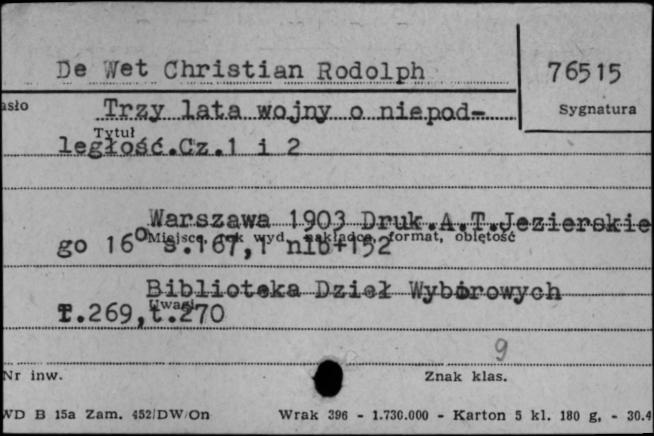 De Wet Christian Rodolph
76515
asło
Trzy lata wojny o niepod-
Sygnatura
Tytuł
ległość.Cz.1 i 2
Warszawa 1903 Druk.A.T.Jezierskie
Miejsce, rok wyd., nakładca, format, objętość
go 16° s.167,1 nlb+152
Biblioteka Dzieł Wyborowych
Uwagi
T.269,t.270
9
Nr inw.
Znak klas.
WD B 15a Zam. 452/DW/On
Wrak 396 - 1.730.000 - Karton 5 kl. 180 g, - 30.4